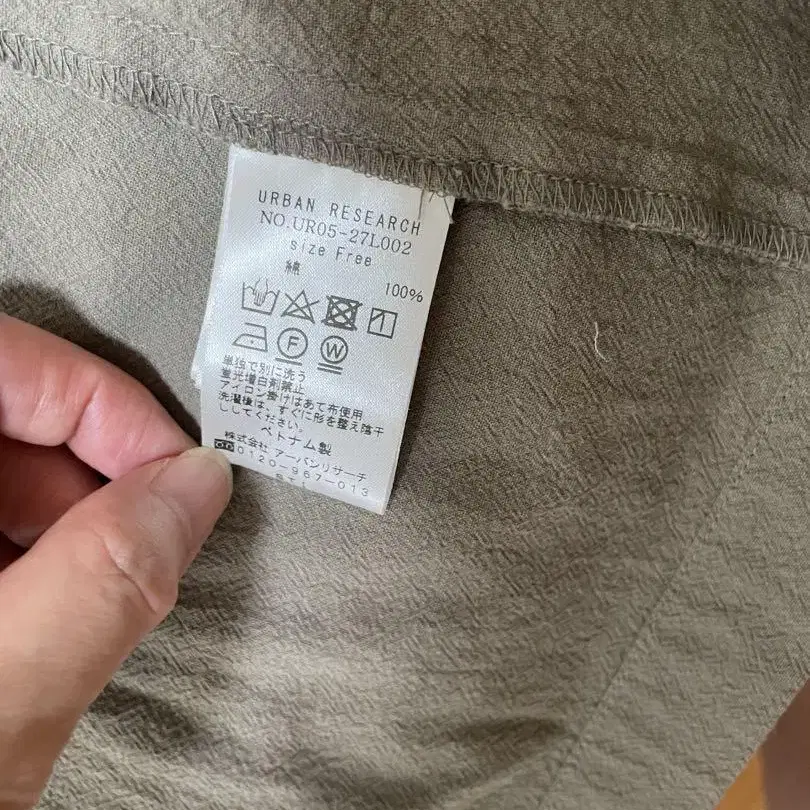 URBAN RESEARCH
NO.UR05-27L002
size Free
綿 100%
F W
単独で別に洗う
蛍光増白剤禁止
アイロン掛けはあて布使用
洗濯後は、すぐに形を整え陰干
ししてください。
ベトナム製
株式会社 アーバンリサーチ
0120-967-013